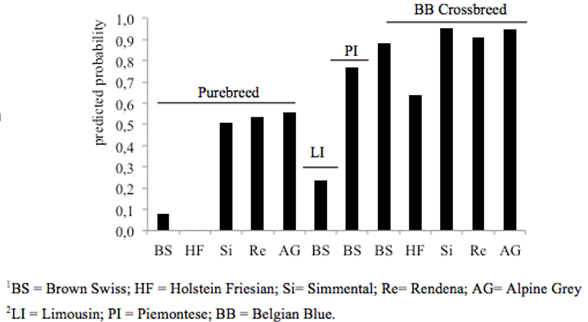 BB Crossbreed
PI
Purebreed
LI
predicted probability
1,0
0,9
0,8
0,7
0,6
0,5
0,4
0,3
0,2
0,1
0,0
BS HF Si Re AG BS BS BS HF Si Re AG
1BS = Brown Swiss; HF = Holstein Friesian; Si= Simmental; Re= Rendena; AG= Alpine Grey
2LI = Limousin; PI = Piemontese; BB = Belgian Blue.